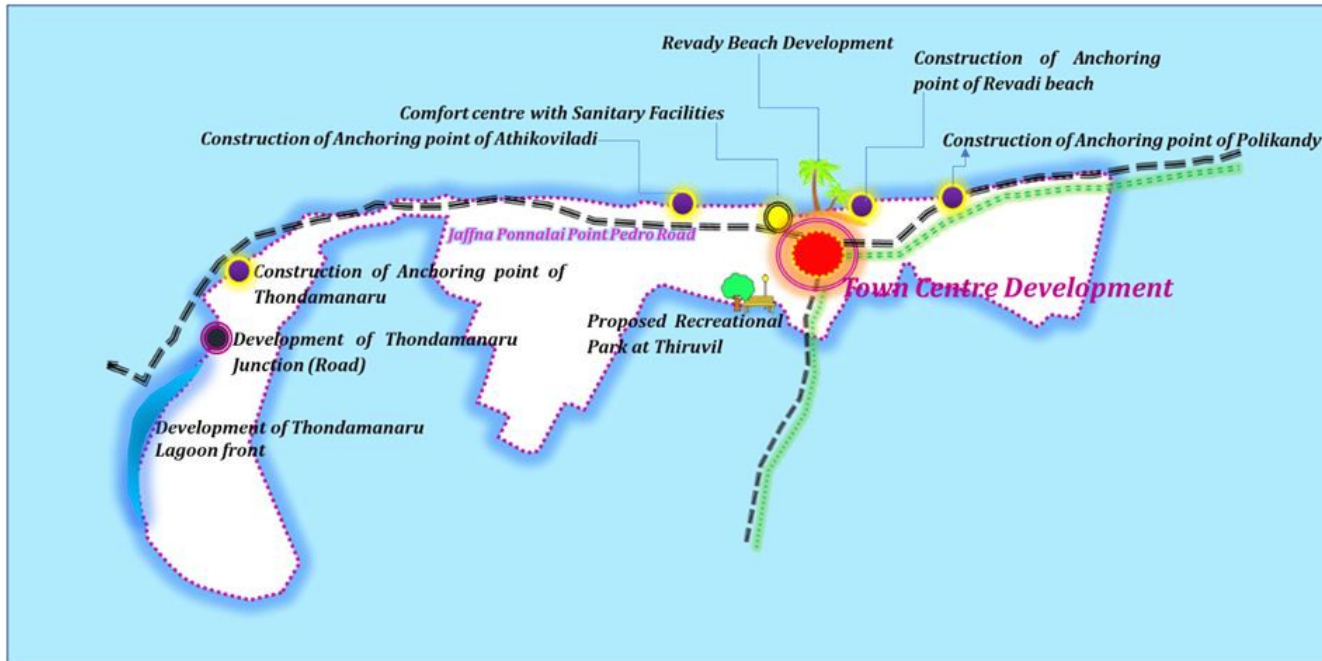 Revady Beach Development
Construction of Anchoring
point of Revadi beach
Comfort centre with Sanitary Facilities
Construction of Anchoring point of Athikoviladi
Construction of Anchoring point of Polikandy
Jaffna Ponnalai Point Pedro Road
Construction of Anchoring point of
Thondamanaru
Town Centre Development
Proposed Recreational
Park at Thiruvil
Development of Thondamanaru
Junction (Road)
Development of Thondamanaru
Lagoon front